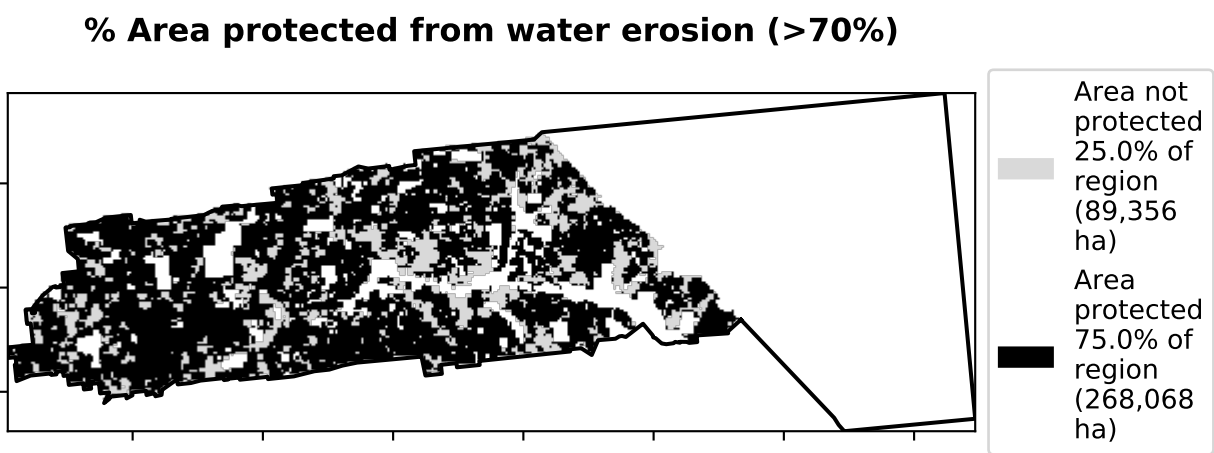 % Area protected from water erosion (>70%)
Area not
protected
25.0% of
region
(89,356
ha)
Area
protected
75.0% of
region
(268,068
ha)